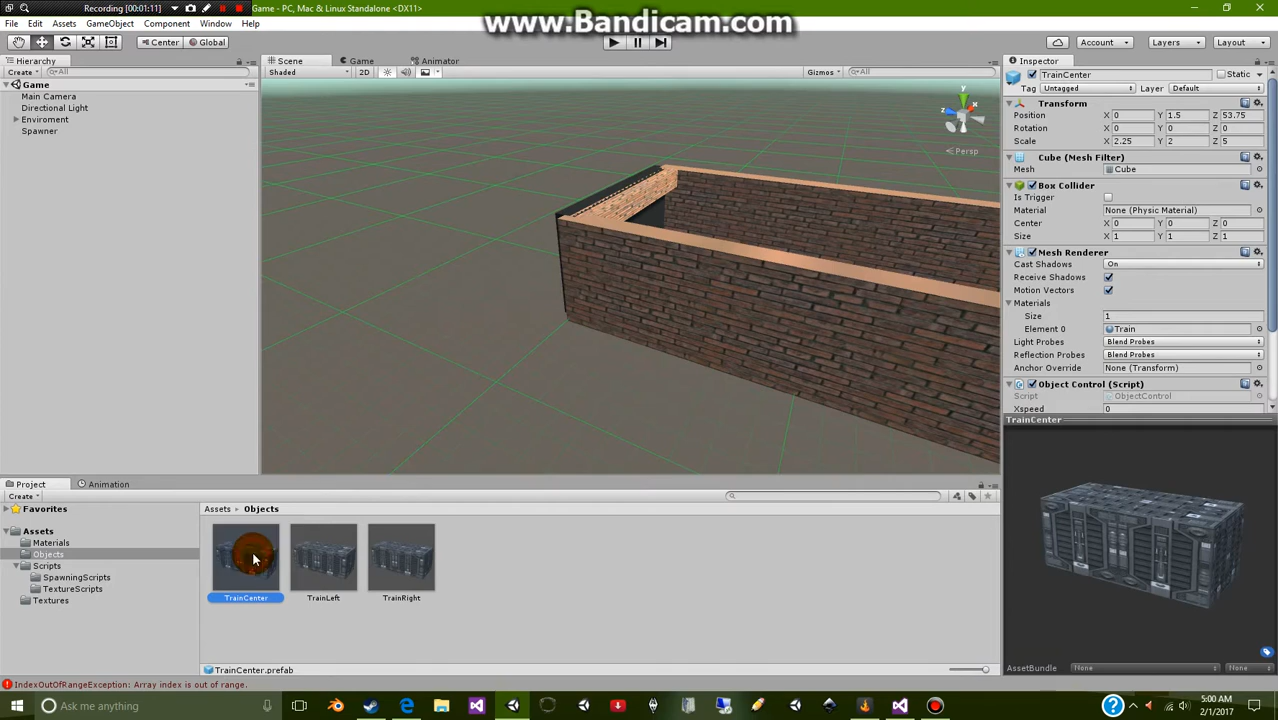 Recording [00:01:11]
Game - PC, Mac & Linux Standalone <DX11>
www.Bandicam.com
File Edit Assets GameObject Component Window Help
Center Global Account Layers Layout
Hierarchy
Create All
Game
Main Camera
Directional Light
Enviroment
Spawner
Scene Game Animator
Shaded 2D Gizmos All
y
x
z
Persp
Inspector
TrainCenter Static
Tag Untagged Layer Default
Transform
Position X 0 Y 1.5 Z 53.75
Rotation X 0 Y 0 Z 0
Scale X 2.25 Y 2 Z 5
Cube (Mesh Filter)
Mesh Cube
Box Collider
Is Trigger
Material None (Physic Material)
Center X 0 Y 0 Z 0
Size X 1 Y 1 Z 1
Mesh Renderer
Cast Shadows On
Receive Shadows
Motion Vectors
Materials
Size 1
Element 0 Train
Light Probes Blend Probes
Reflection Probes Blend Probes
Anchor Override None (Transform)
Object Control (Script)
Script ObjectControl
Xspeed 0
TrainCenter
AssetBundle None None
Project Animation
Create
Favorites
Assets
Materials
Objects
Scripts
SpawningScripts
TextureScripts
Textures
Assets Objects
TrainCenter TrainLeft TrainRight
TrainCenter.prefab
IndexOutOfRangeException: Array index is out of range.
Ask me anything
5:00 AM
2/1/2017